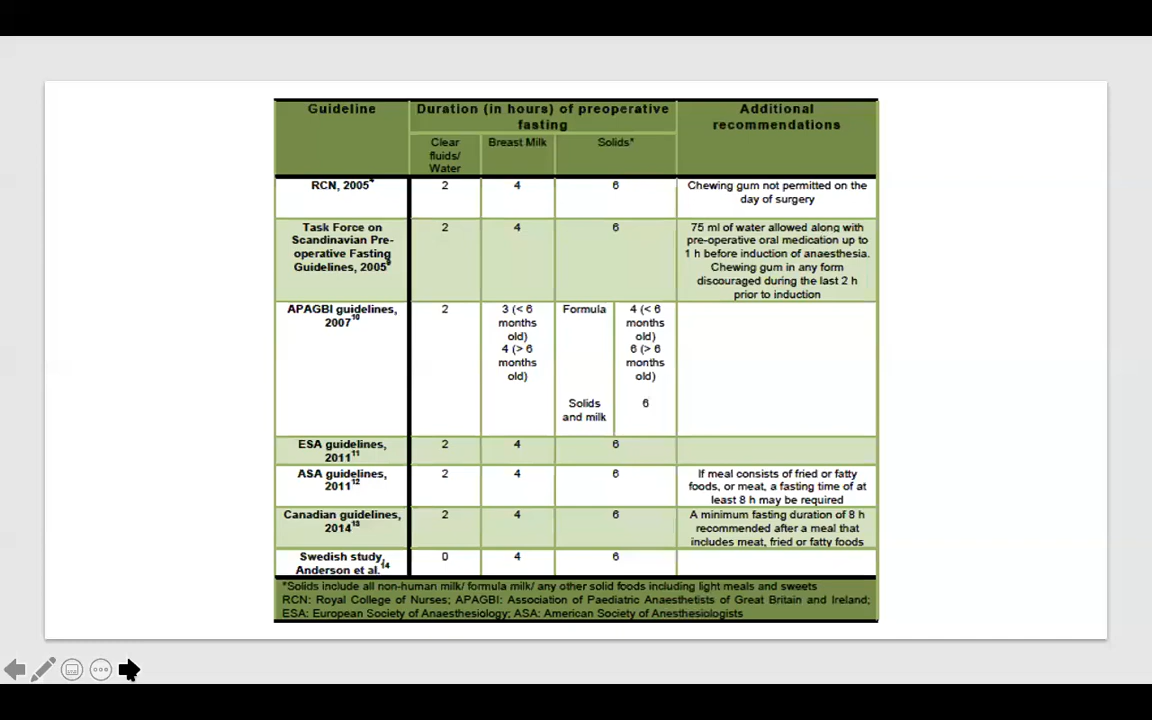 Guideline
Duration (in hours) of preoperative
fasting
Additional
recommendations
Clear
fluids/
Water
Breast Milk
Solids*
RCN, 2005
2
4
6
Chewing gum not permitted on the
day of surgery
Task Force on
Scandinavian Pre-
operative Fasting
Guidelines, 2005
2
4
6
75 ml of water allowed along with
pre-operative oral medication up to
1 h before induction of anaesthesia.
Chewing gum in any form
discouraged during the last 2 h
prior to induction
APAGBI guidelines,
2007¹⁰
2
3 (< 6
months
old)
4 (> 6
months
old)
Formula
4 (< 6
months
old)
6 (> 6
months
old)
Solids
and milk
6
ESA guidelines,
2011¹¹
2
4
6
ASA guidelines,
2011¹²
2
4
6
If meal consists of fried or fatty
foods, or meat, a fasting time of at
least 8 h may be required
Canadian guidelines,
2014¹³
2
4
6
A minimum fasting duration of 8 h
recommended after a meal that
includes meat, fried or fatty foods
Swedish study,
Anderson et al.¹⁴
0
4
6
*Solids include all non-human milk/ formula milk/ any other solid foods including light meals and sweets
RCN: Royal College of Nurses; APAGBI: Association of Paediatric Anaesthetists of Great Britain and Ireland;
ESA: European Society of Anaesthesiology; ASA: American Society of Anesthesiologists